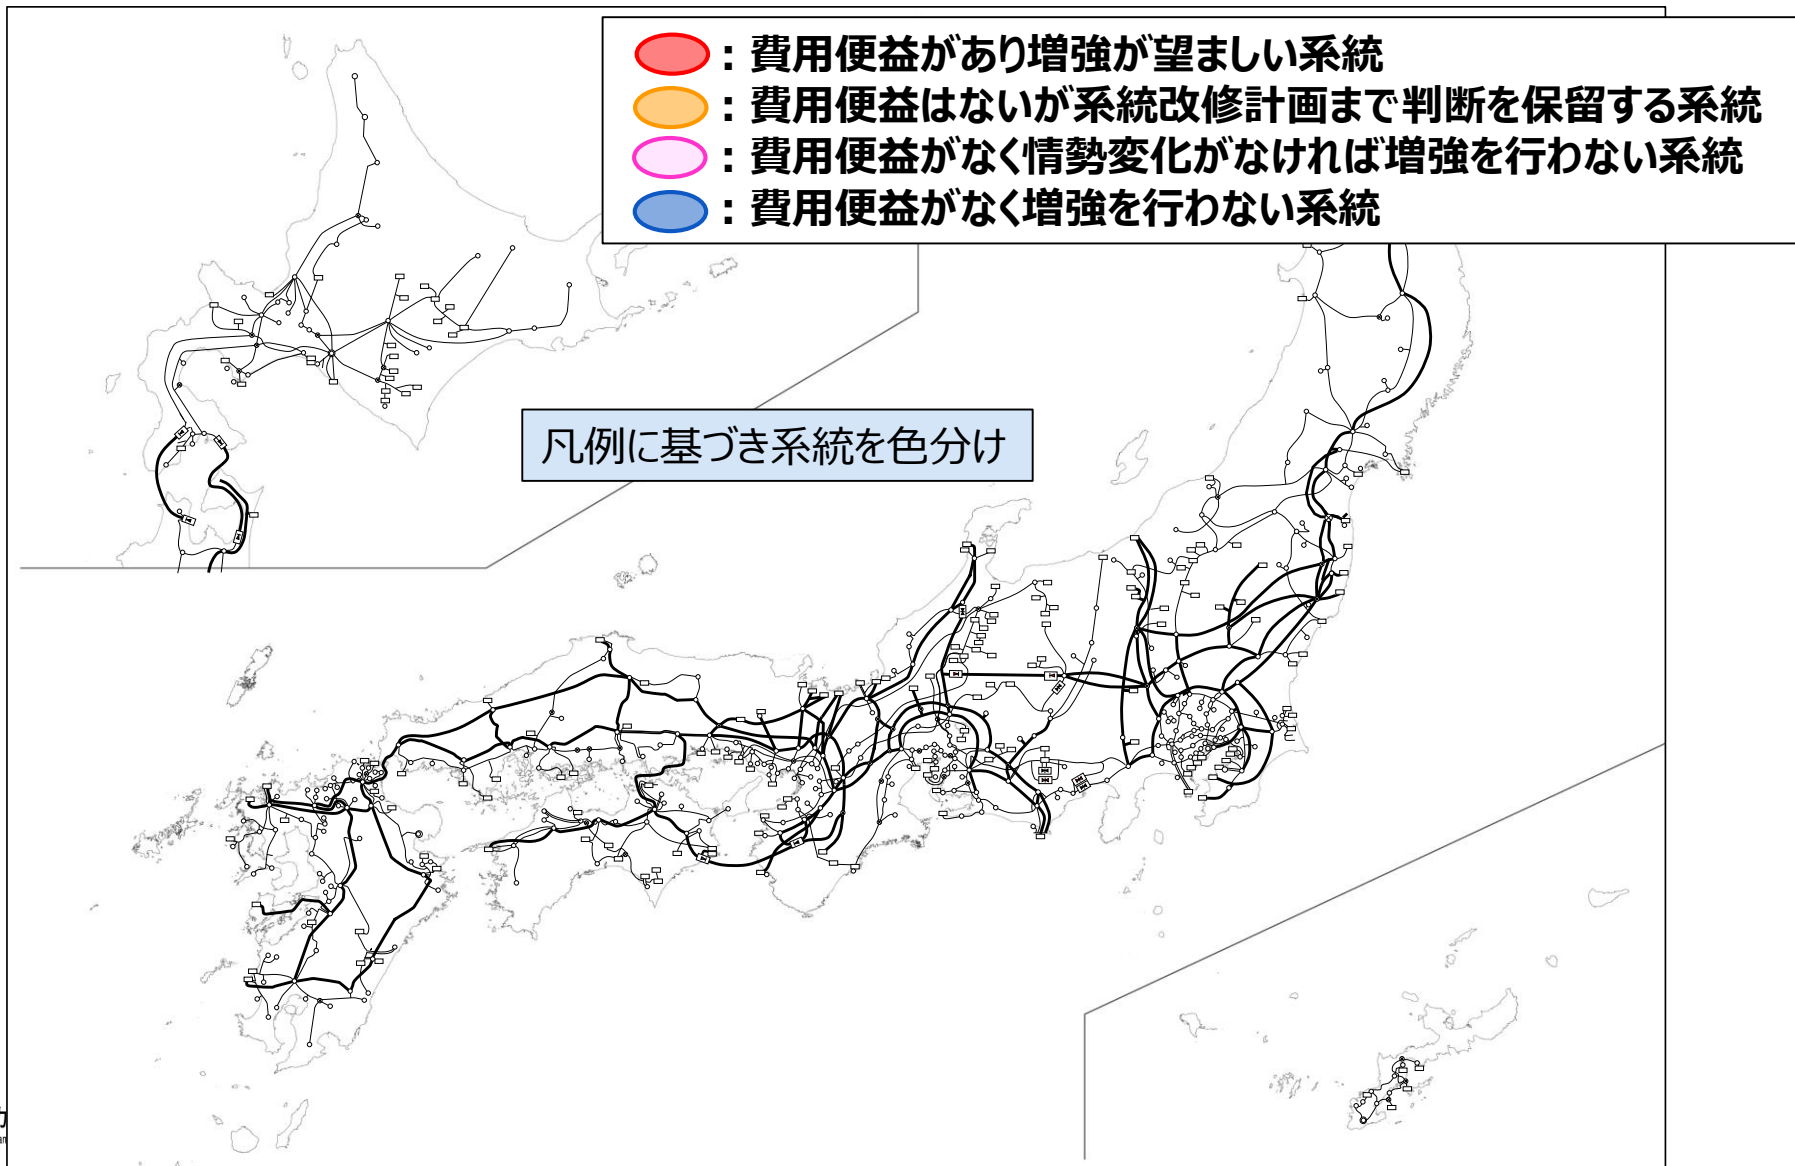 ：費用便益があり増強が望ましい系統
：費用便益はないが系統改修計画まで判断を保留する系統
：費用便益がなく情勢変化がなければ増強を行わない系統
：費用便益がなく増強を行わない系統
凡例に基づき系統を色分け